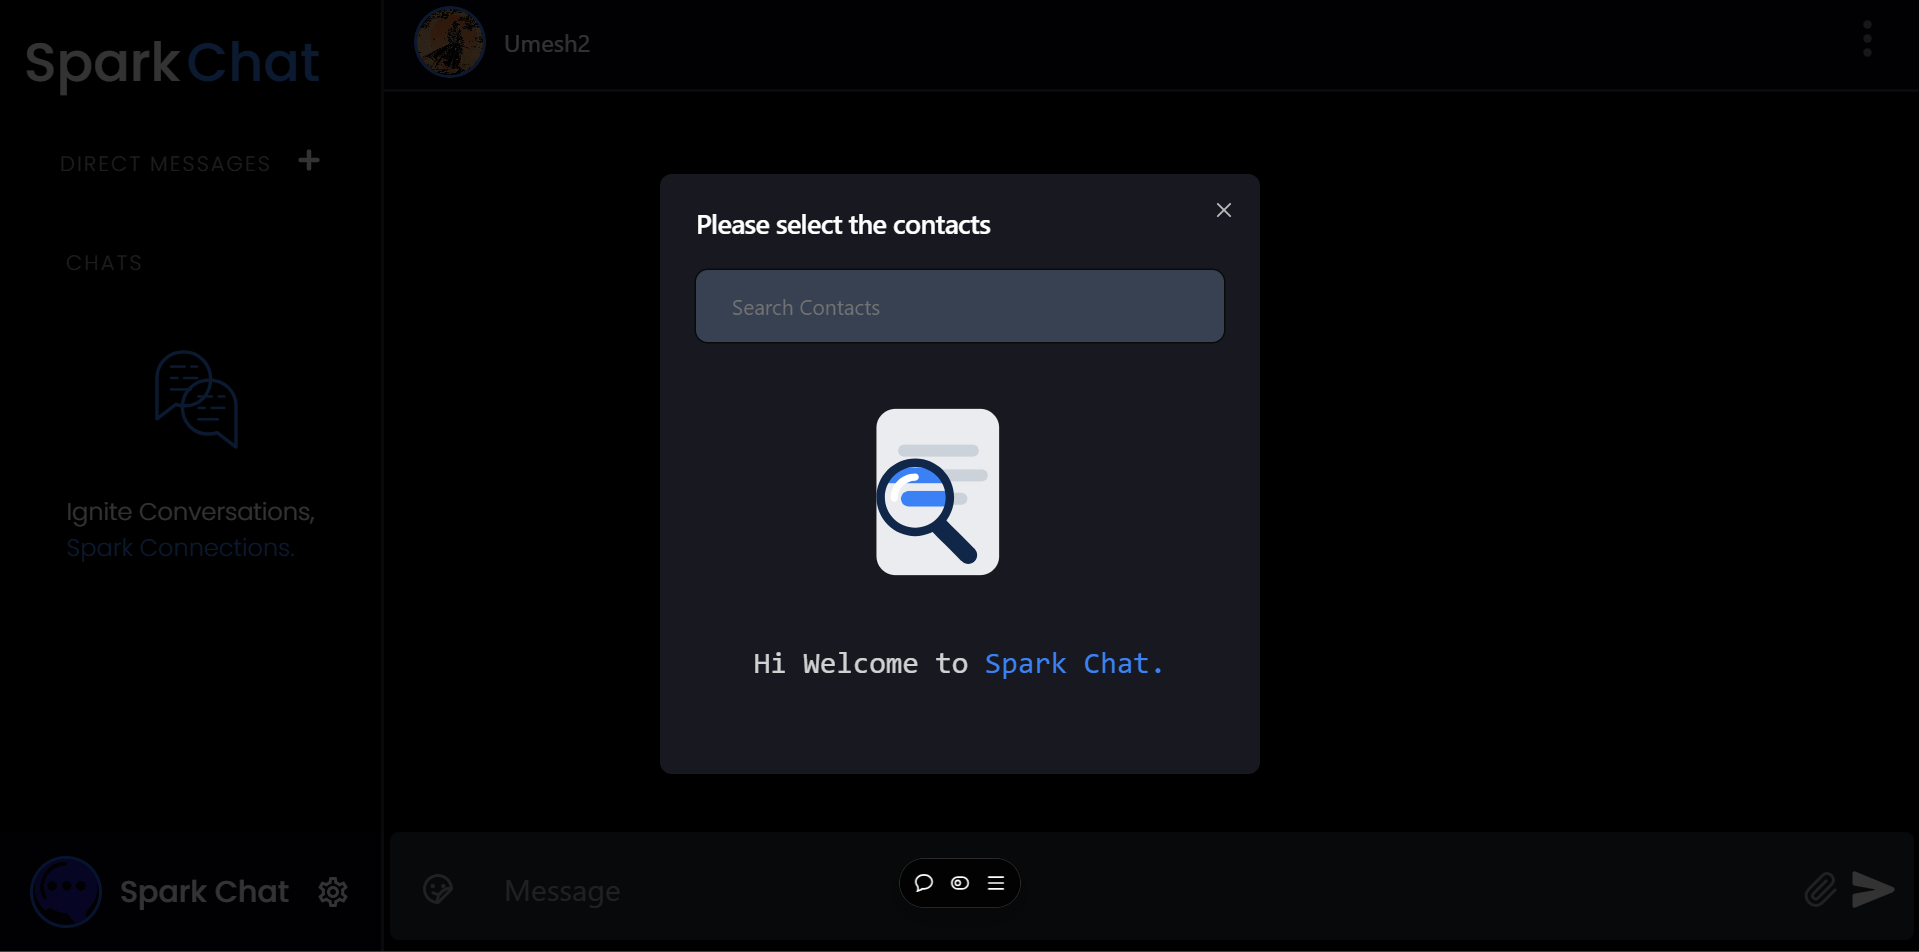 Spark Chat
DIRECT MESSAGES
CHATS
Ignite Conversations,
Spark Connections.
Spark Chat
Umesh2
Please select the contacts
Search Contacts
Hi Welcome to Spark Chat.
Message